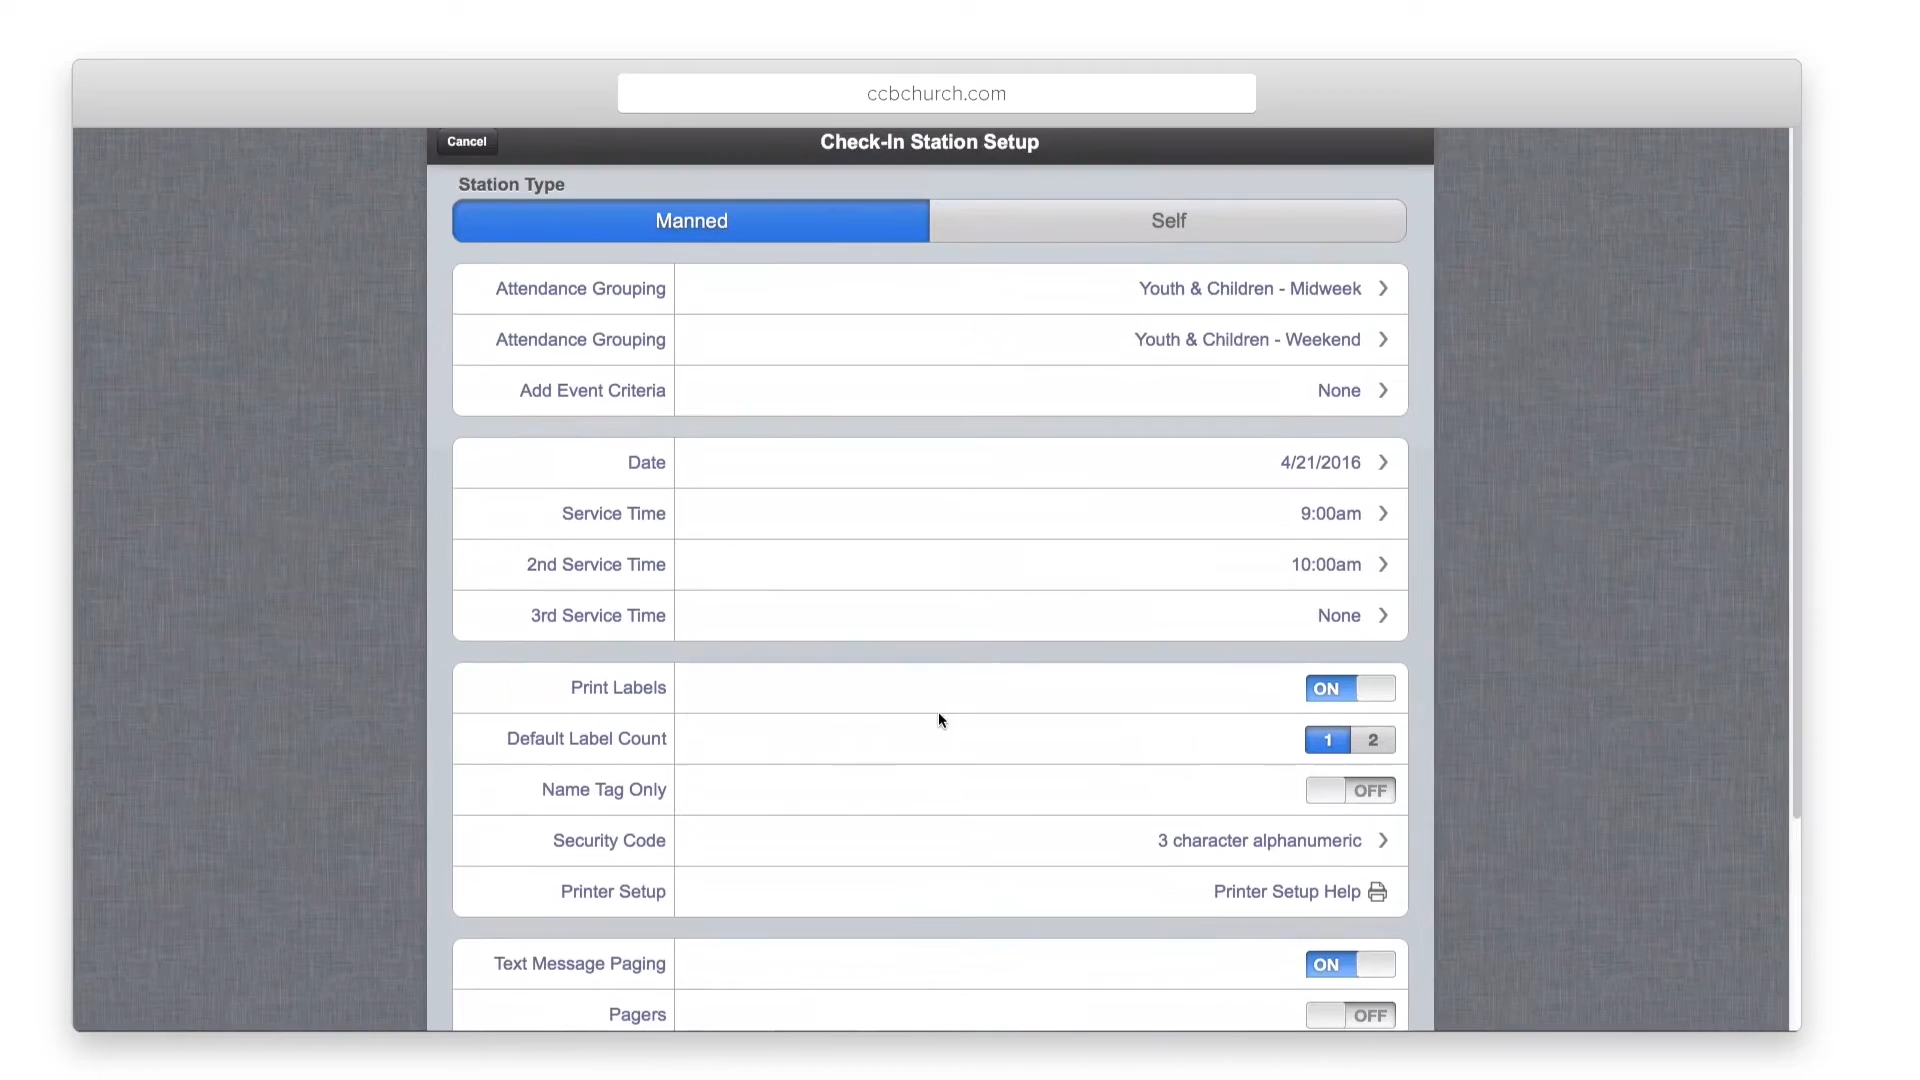 ccbchurch.com
Cancel
Check-In Station Setup
Station Type
Manned
Self
Attendance Grouping
Youth & Children - Midweek
Attendance Grouping
Youth & Children - Weekend
Add Event Criteria
None
Date
4/21/2016
Service Time
9:00am
2nd Service Time
10:00am
3rd Service Time
None
Print Labels
ON
Default Label Count
1
2
Name Tag Only
OFF
Security Code
3 character alphanumeric
Printer Setup
Printer Setup Help
Text Message Paging
ON
Pagers
OFF